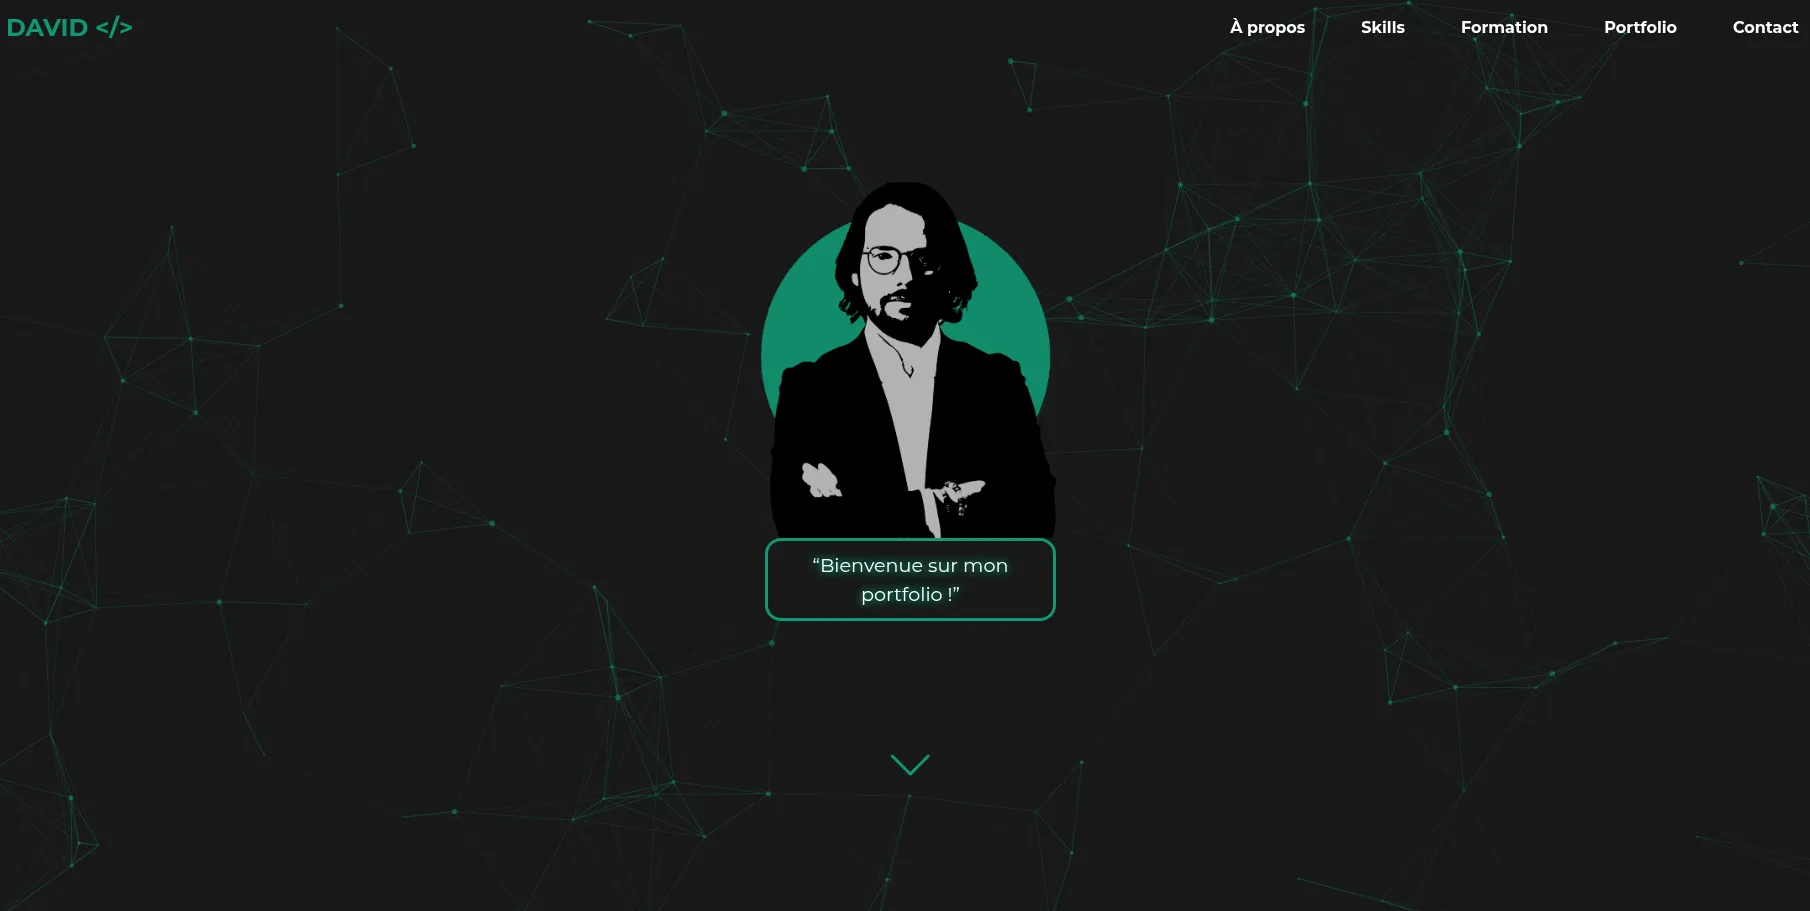 DAVID </>
À propos
Skills
Formation
Portfolio
Contact
“Bienvenue sur mon
portfolio !”